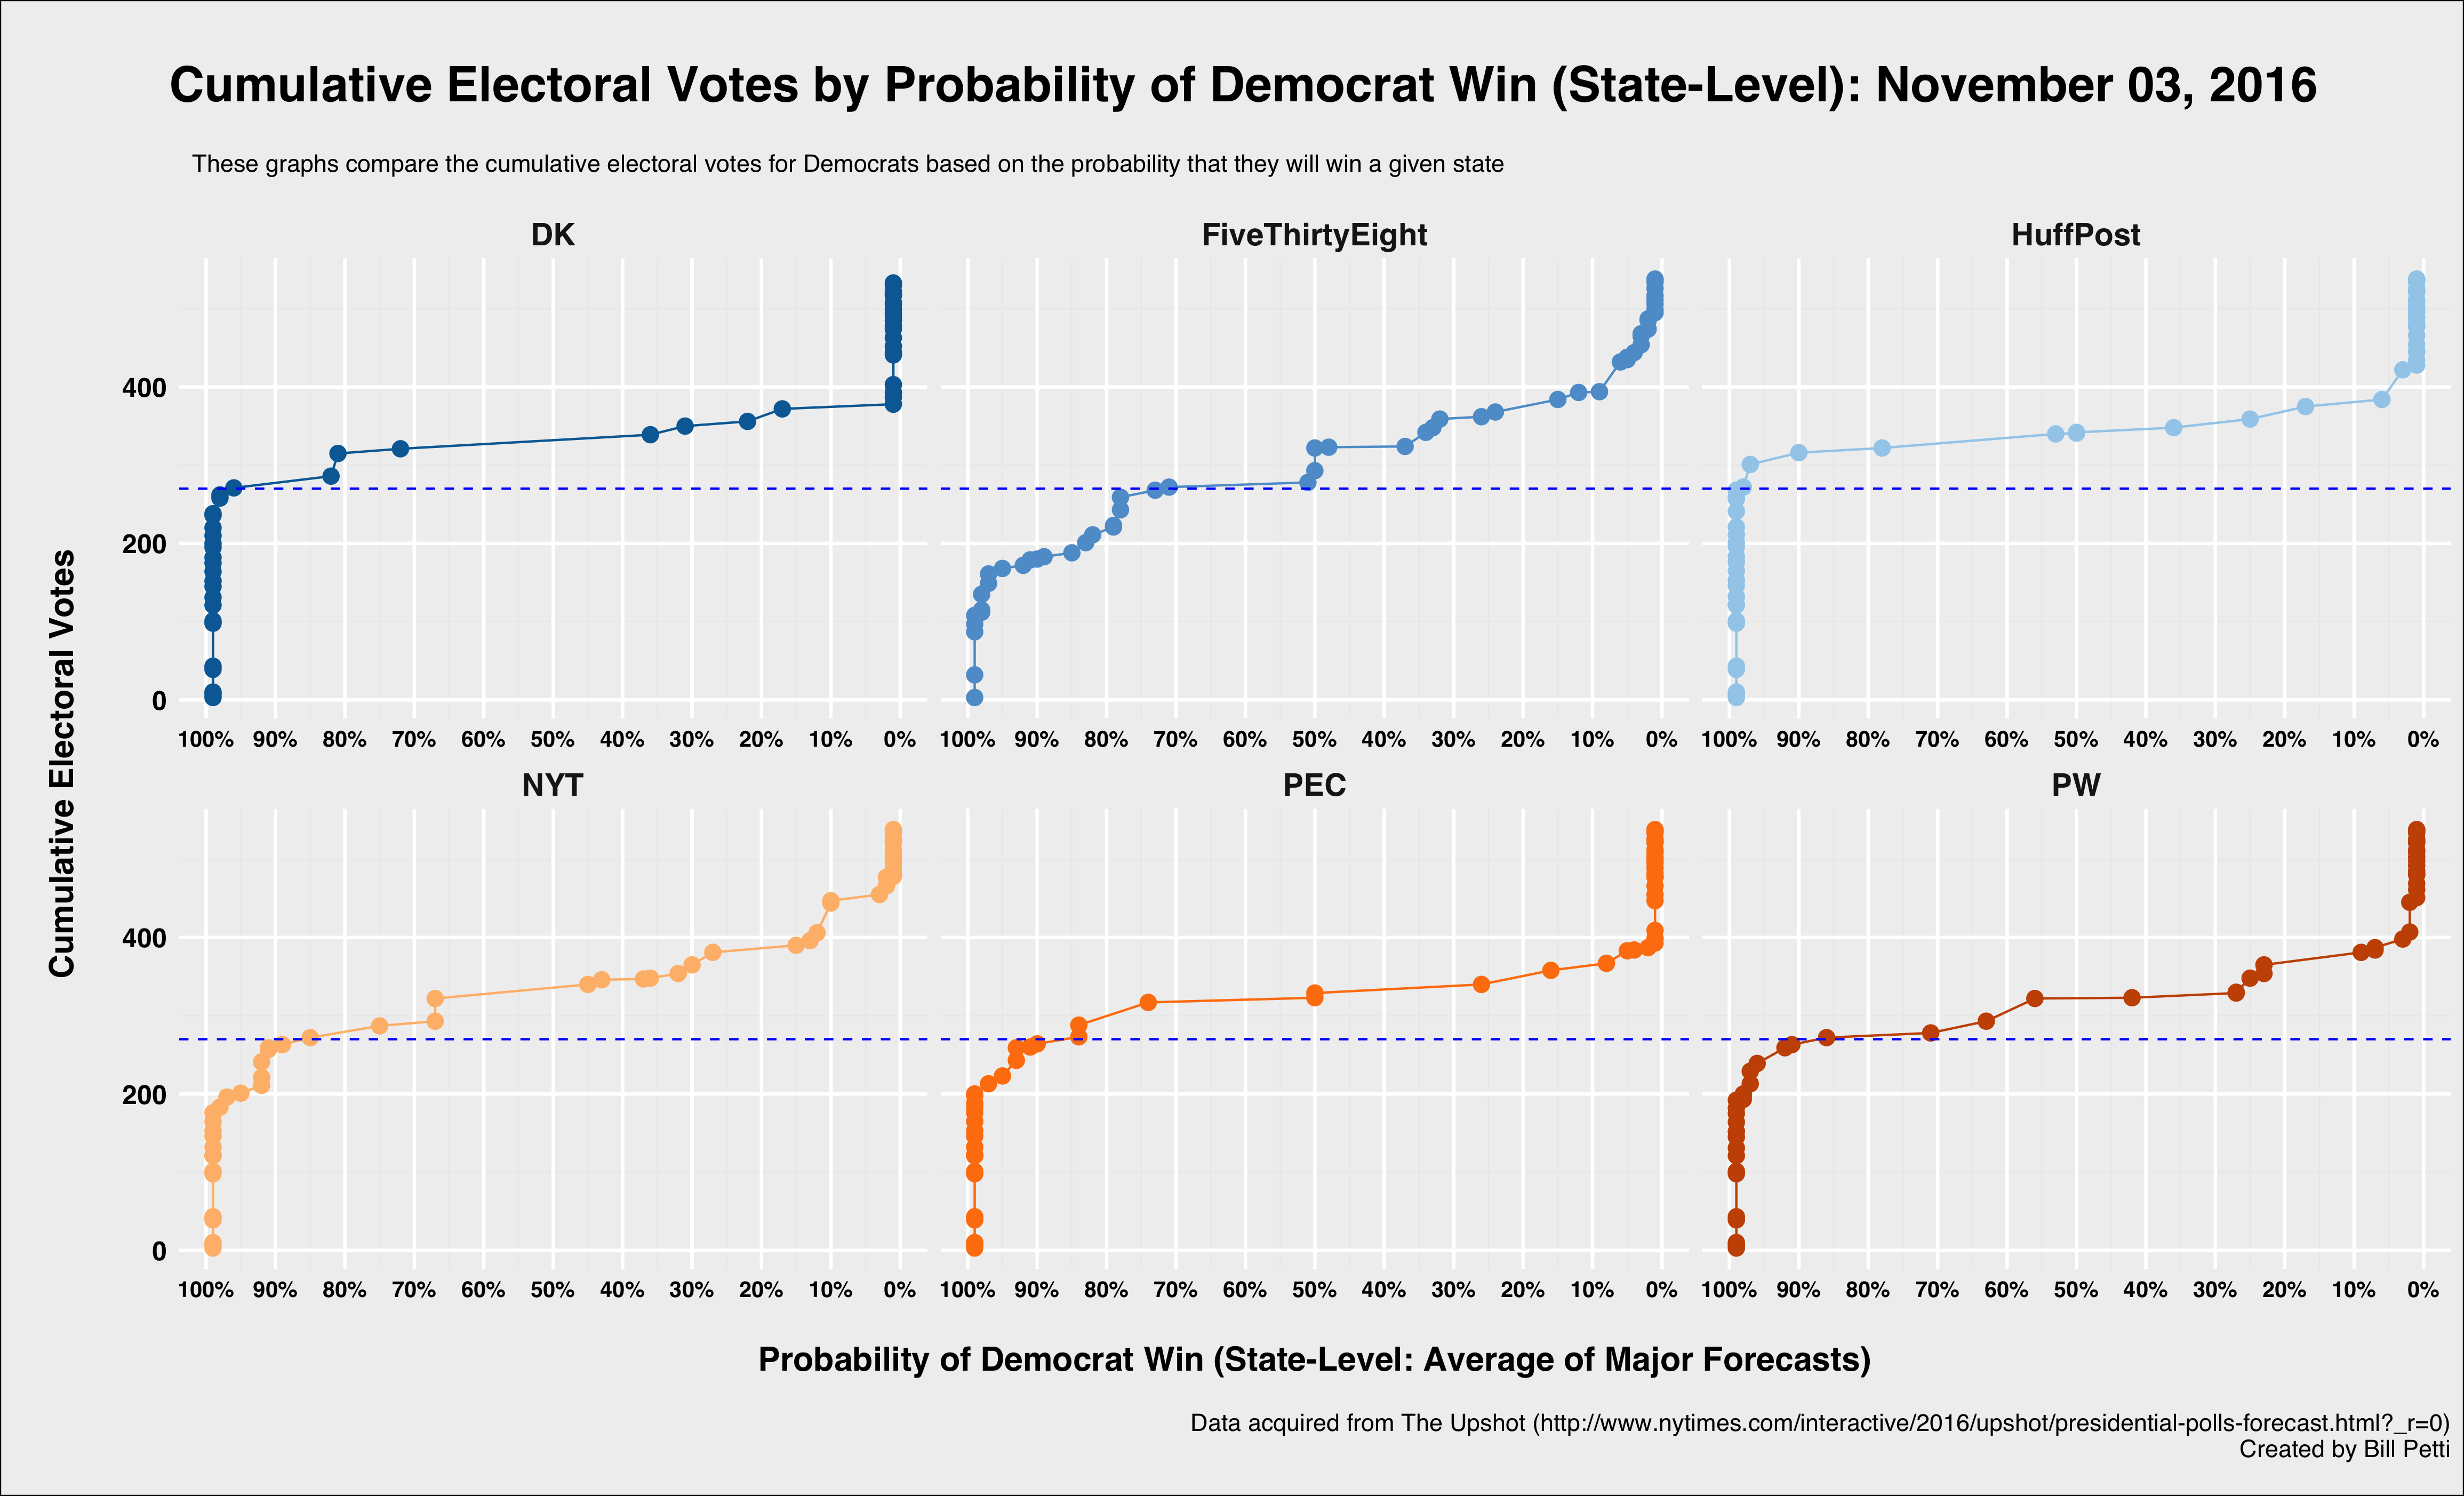 Cumulative Electoral Votes by Probability of Democrat Win (State-Level): November 03, 2016
These graphs compare the cumulative electoral votes for Democrats based on the probability that they will win a given state
DK
FiveThirtyEight
HuffPost
400
200
0
100% 90% 80% 70% 60% 50% 40% 30% 20% 10% 0%
100% 90% 80% 70% 60% 50% 40% 30% 20% 10% 0%
100% 90% 80% 70% 60% 50% 40% 30% 20% 10% 0%
Cumulative Electoral Votes
NYT
PEC
PW
400
200
0
100% 90% 80% 70% 60% 50% 40% 30% 20% 10% 0%
100% 90% 80% 70% 60% 50% 40% 30% 20% 10% 0%
100% 90% 80% 70% 60% 50% 40% 30% 20% 10% 0%
Probability of Democrat Win (State-Level: Average of Major Forecasts)
Data acquired from The Upshot (http://www.nytimes.com/interactive/2016/upshot/presidential-polls-forecast.html?_r=0)
Created by Bill Petti